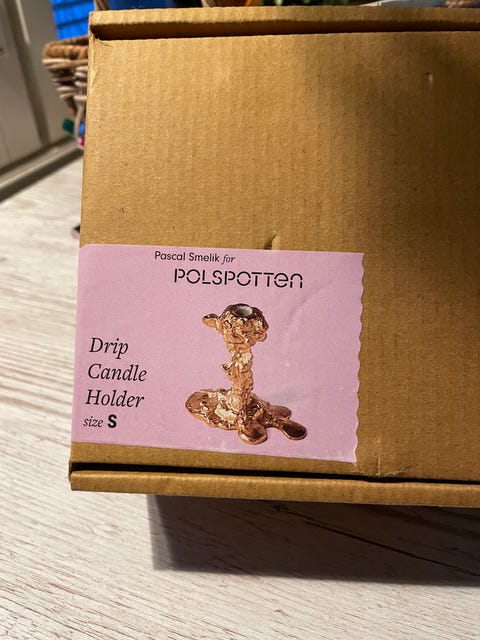 Pascal Smelik for
POLSPOTTEN
Drip
Candle
Holder
size S